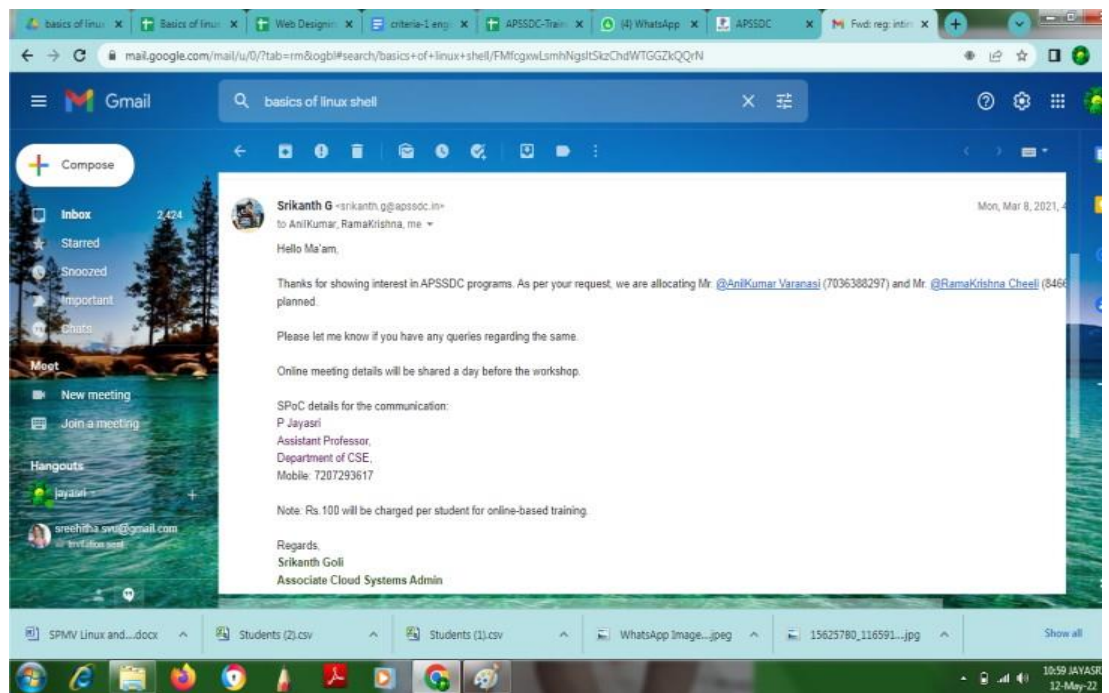 basics of linux
Basics of linu
Web Designin
criteria-1 engi
APSSDC-Train
(4) WhatsApp
APSSDC
Fwd: reg: intim
mail.google.com/mail/u/0/?tab=rm&ogbl#search/basics+of+linux+shell/
Gmail
basics of linux shell
Compose
Inbox 2,424
Starred
Snoozed
Important
Chats
Meet
New meeting
Join a meeting
Hangouts
jayasri
sreehitha.svu@gmail.com
Invitation sent
Srikanth G <srikanth.g@apssdc.in>
Mon, Mar 8, 2021, 4
to AnilKumar, RamaKrishna, me
Hello Ma'am,
Thanks for showing interest in APSSDC programs. As per your request, we are allocating Mr. @AnilKumar Varanasi (7036388297) and Mr. @RamaKrishna Cheeli (8466
planned.
Please let me know if you have any queries regarding the same.
Online meeting details will be shared a day before the workshop.
SPoC details for the communication:
P Jayasri
Assistant Professor,
Department of CSE,
Mobile: 7207293617
Note: Rs.100 will be charged per student for online-based training.
Regards,
Srikanth Goli
Associate Cloud Systems Admin
SPMV Linux and....docx
Students (2).csv
Students (1).csv
WhatsApp Image....jpeg
15625780_116591....jpg
Show all
10:59 JAYASRI
12-May-22